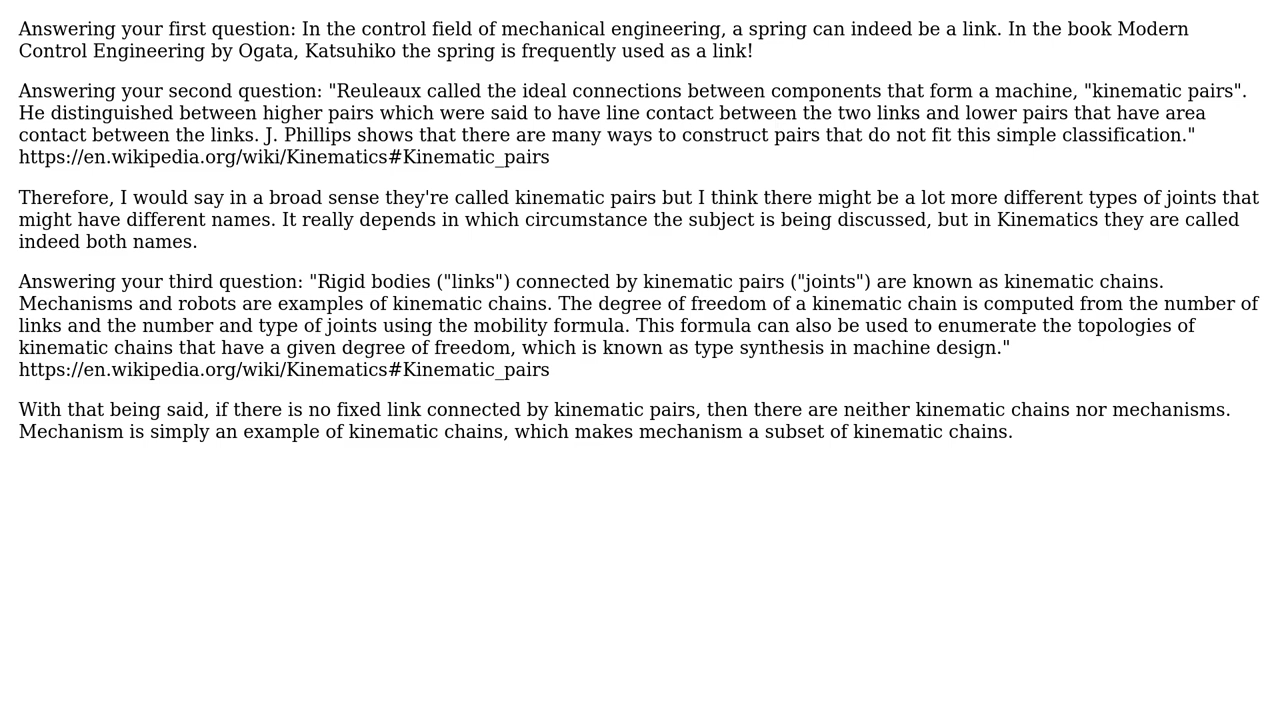 Answering your first question: In the control field of mechanical engineering, a spring can indeed be a link. In the book Modern
Control Engineering by Ogata, Katsuhiko the spring is frequently used as a link!
Answering your second question: "Reuleaux called the ideal connections between components that form a machine, "kinematic pairs".
He distinguished between higher pairs which were said to have line contact between the two links and lower pairs that have area
contact between the links. J. Phillips shows that there are many ways to construct pairs that do not fit this simple classification."
https://en.wikipedia.org/wiki/Kinematics#Kinematic_pairs
Therefore, I would say in a broad sense they're called kinematic pairs but I think there might be a lot more different types of joints that
might have different names. It really depends in which circumstance the subject is being discussed, but in Kinematics they are called
indeed both names.
Answering your third question: "Rigid bodies ("links") connected by kinematic pairs ("joints") are known as kinematic chains.
Mechanisms and robots are examples of kinematic chains. The degree of freedom of a kinematic chain is computed from the number of
links and the number and type of joints using the mobility formula. This formula can also be used to enumerate the topologies of
kinematic chains that have a given degree of freedom, which is known as type synthesis in machine design."
https://en.wikipedia.org/wiki/Kinematics#Kinematic_pairs
With that being said, if there is no fixed link connected by kinematic pairs, then there are neither kinematic chains nor mechanisms.
Mechanism is simply an example of kinematic chains, which makes mechanism a subset of kinematic chains.